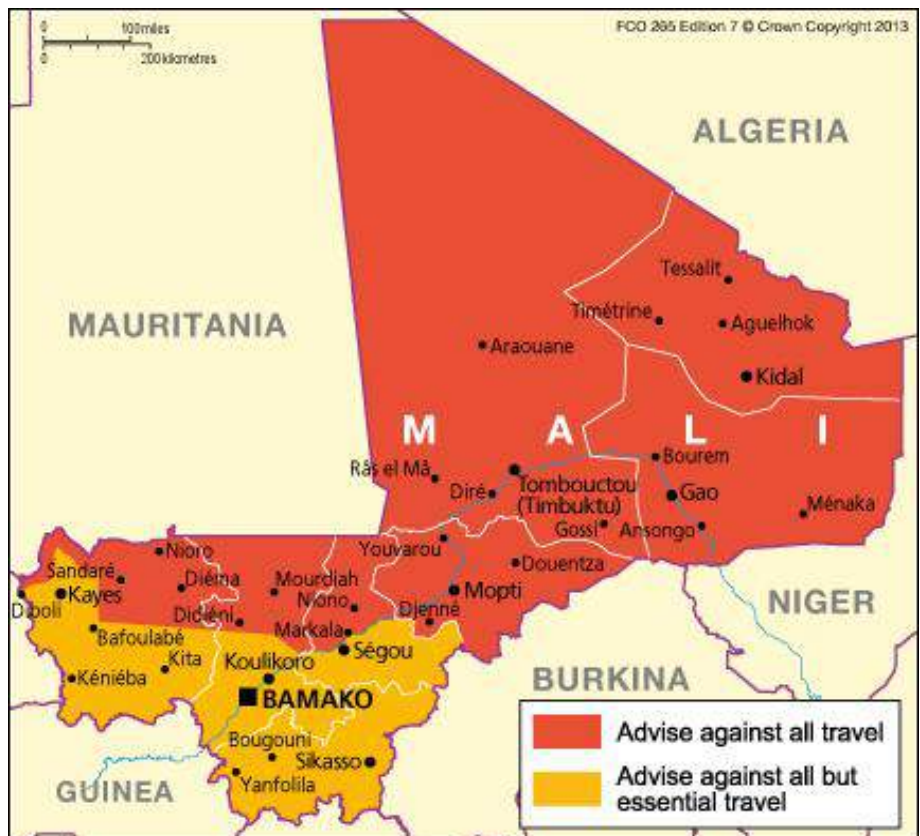 0 100miles
0 200kilometres
FCO 265 Edition 7 © Crown Copyright 2013
ALGERIA
MAURITANIA
Tessalit
Timétrine
Aguelhok
Araouane
Kidal
M A L I
Râs el Mâ
Bourem
Diré
Tombouctou
(Timbuktu)
Gao
Ménaka
Gossi
Ansongo
Nioro
Youvarou
Douentza
Sandaré
Diéma
Mourdiah
Mopti
Kayes
Niono
NIGER
Diboli
Didiéni
Djenné
Bafoulabé
Markala
Ségou
Kita
Koulikoro
Kéniéba
BURKINA
BAMAKO
Bougouni
Sikasso
GUINEA
Yanfolila
Advise against all travel
Advise against all but
essential travel